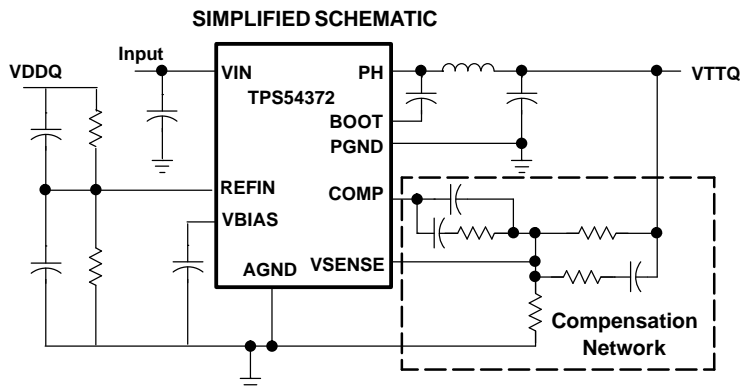 SIMPLIFIED SCHEMATIC
Input
VDDQ
VIN
PH
VTTQ
TPS54372
BOOT
PGND
REFIN
COMP
VBIAS
AGND
VSENSE
Compensation
Network